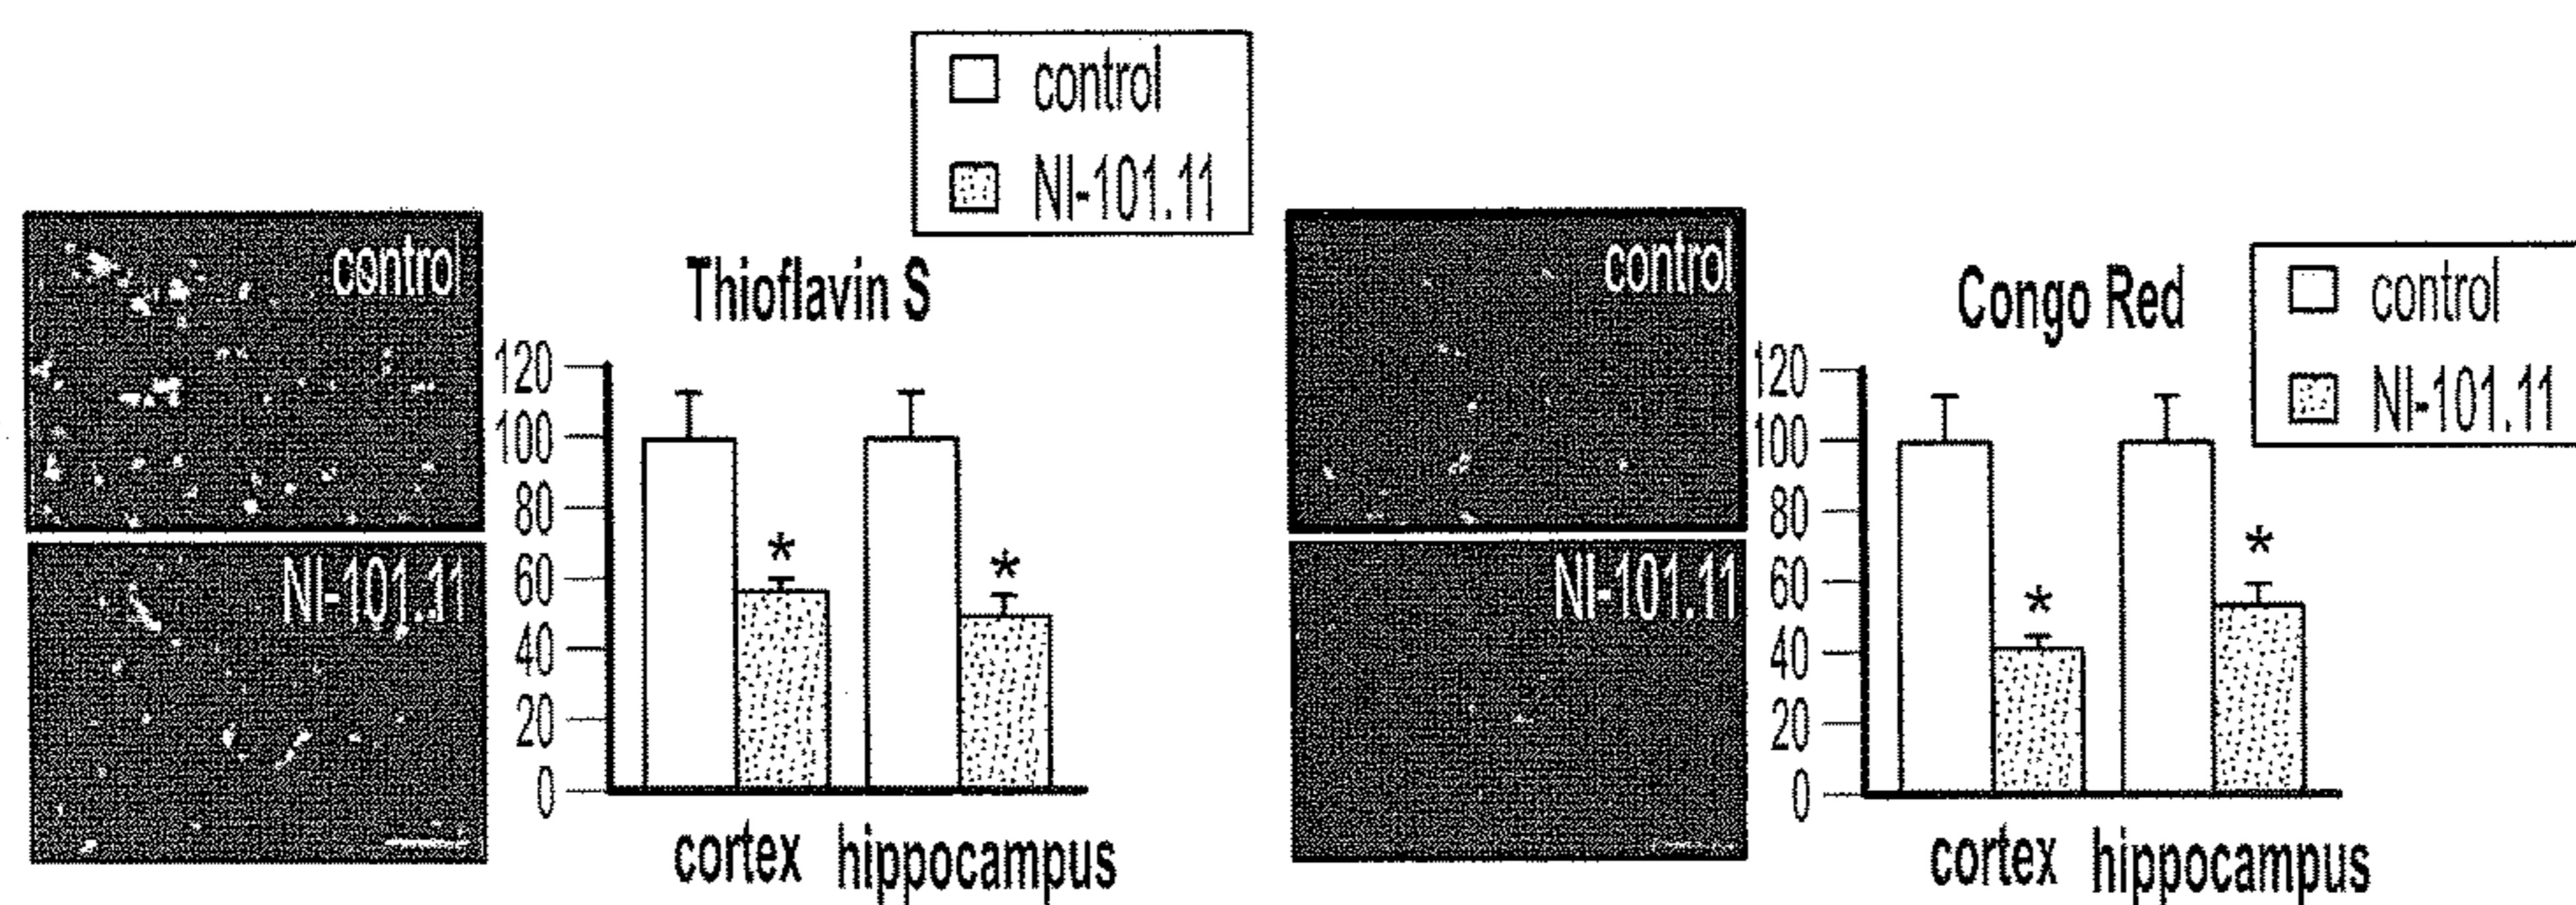 control
NI-101.11
control
NI-101.11
Thioflavin S
120
100
80
60
40
20
0
*
*
cortex hippocampus
control
NI-101.11
Congo Red
control
NI-101.11
120
100
80
60
40
20
0
*
*
cortex hippocampus